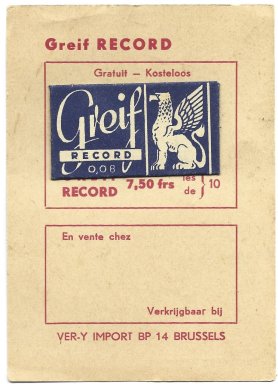 Greif RECORD
Gratuit — Kosteloos
Greif
RECORD
0,08
RECORD 7,50 frs les
de } 10
En vente chez
Verkrijgbaar bij
VER-Y IMPORT BP 14 BRUSSELS